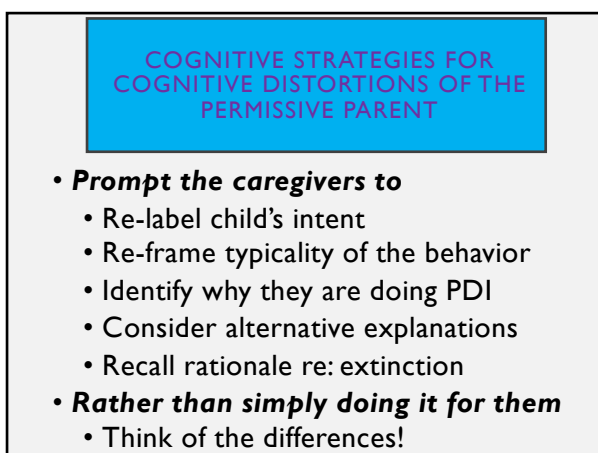 COGNITIVE STRATEGIES FOR
COGNITIVE DISTORTIONS OF THE
PERMISSIVE PARENT
• Prompt the caregivers to
• Re-label child's intent
• Re-frame typicality of the behavior
• Identify why they are doing PDI
• Consider alternative explanations
• Recall rationale re: extinction
• Rather than simply doing it for them
• Think of the differences!